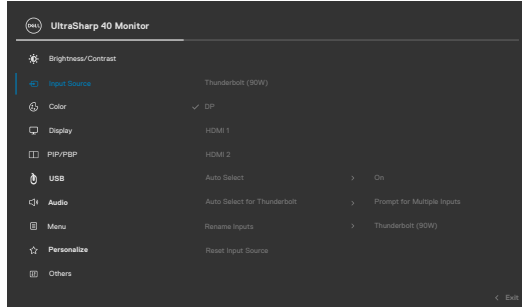 DELL UltraSharp 40 Monitor
Brightness/Contrast
Input Source Thunderbolt (90W)
Color ✓ DP
Display HDMI 1
PIP/PBP HDMI 2
USB Auto Select > On
Audio Auto Select for Thunderbolt > Prompt for Multiple Inputs
Menu Rename Inputs > Thunderbolt (90W)
Personalize Reset Input Source
Others
< Exit